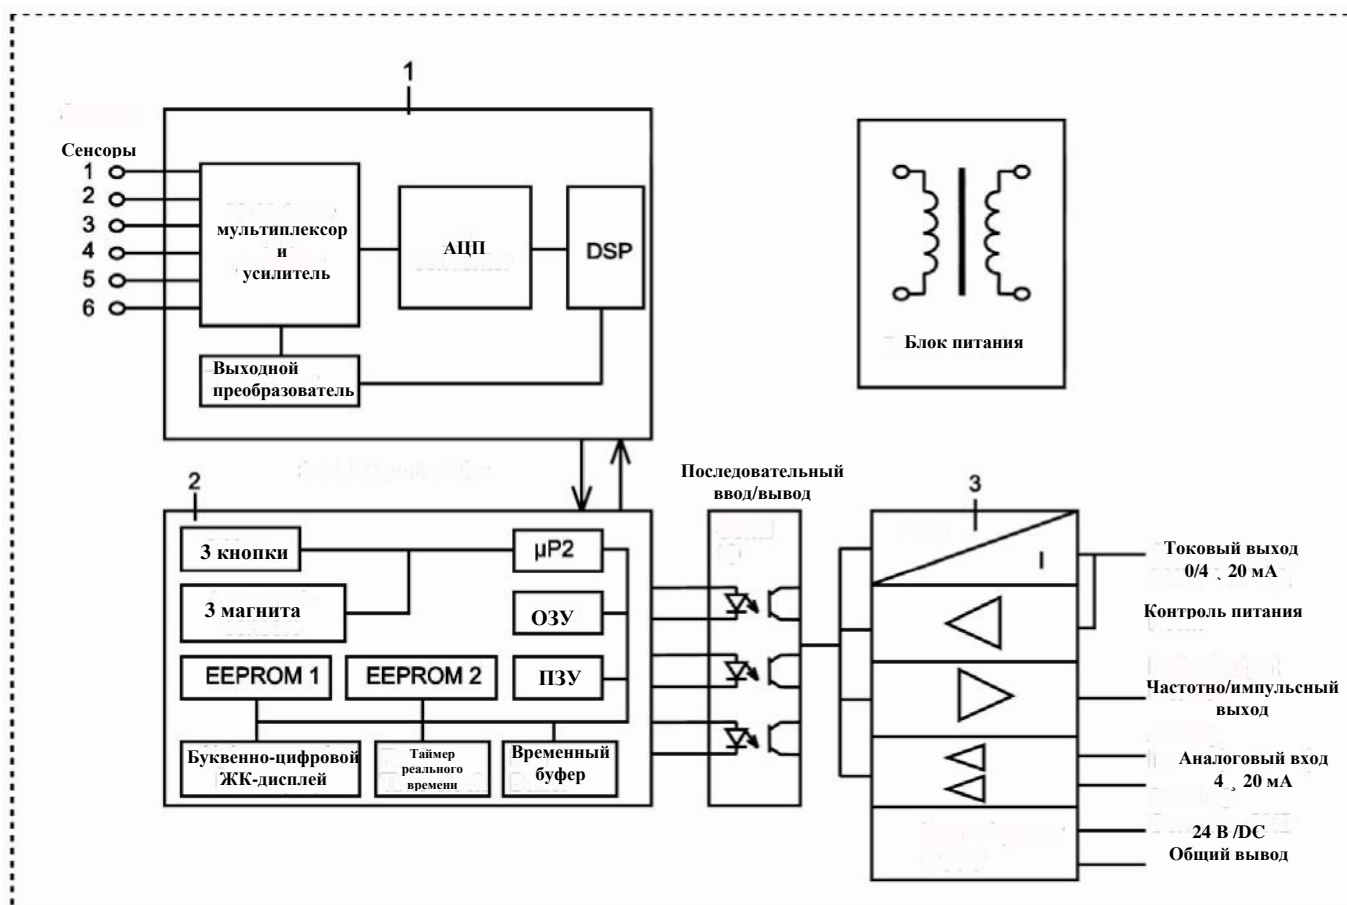 1
Сенсоры
1
2
3
4
5
6
мультиплексор
и
усилитель
АЦП
DSP
Выходной
преобразователь
Блок питания
2
3 кнопки
µP2
3 магнита
ОЗУ
EEPROM 1
EEPROM 2
ПЗУ
Буквенно-цифровой
ЖК-дисплей
Таймер
реального
времени
Временный
буфер
Последовательный
ввод/вывод
3
I
Токовый выход
0/4 ¸ 20 мА
Контроль питания
Частотно/импульсный
выход
Аналоговый вход
4 ¸ 20 мА
24 В /DC
Общий вывод